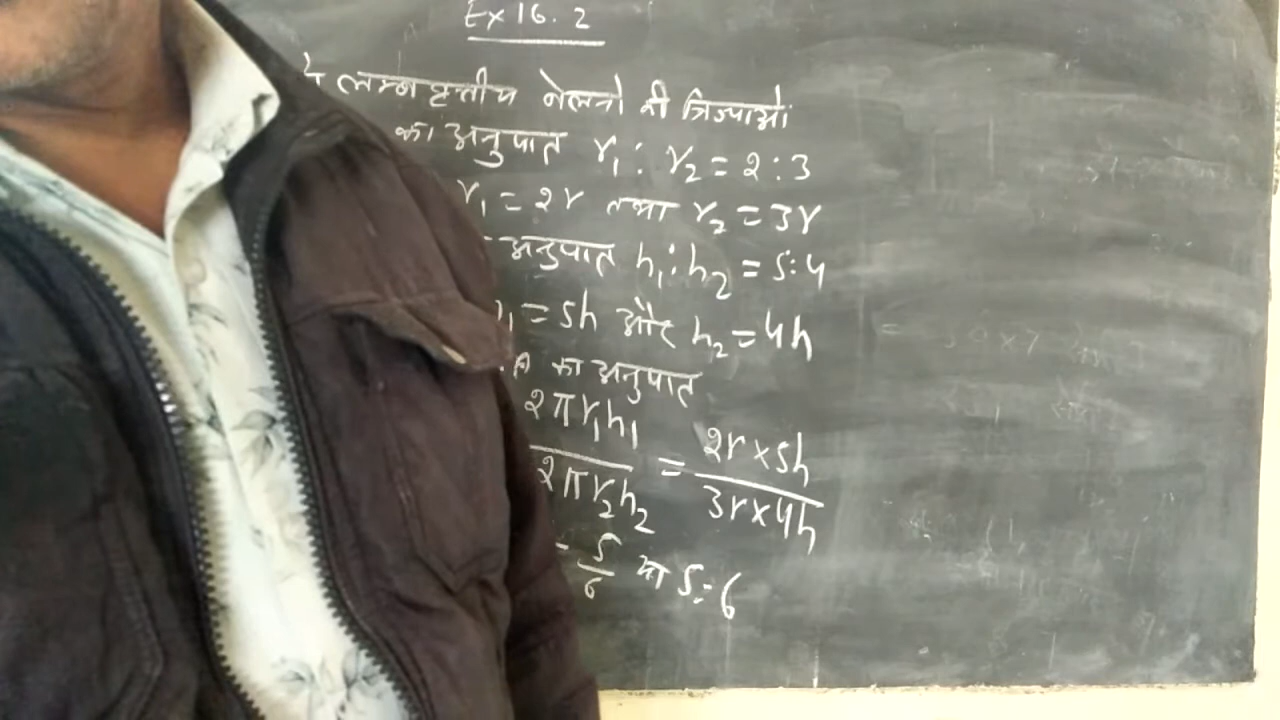 Ex 16.2
लम्ब वृत्तीय बेलनो की त्रिज्याओं
का अनुपात r₁ : r₂ = 2 : 3
r₁ = 2r तथा r₂ = 3r
अनुपात h₁ : h₂ = 5 : 4
= 5h और h₂ = 4h
का अनुपात
2πr₁h₁ / 2πr₂h₂ = 2r × 5h / 3r × 4h
5/6 या 5:6